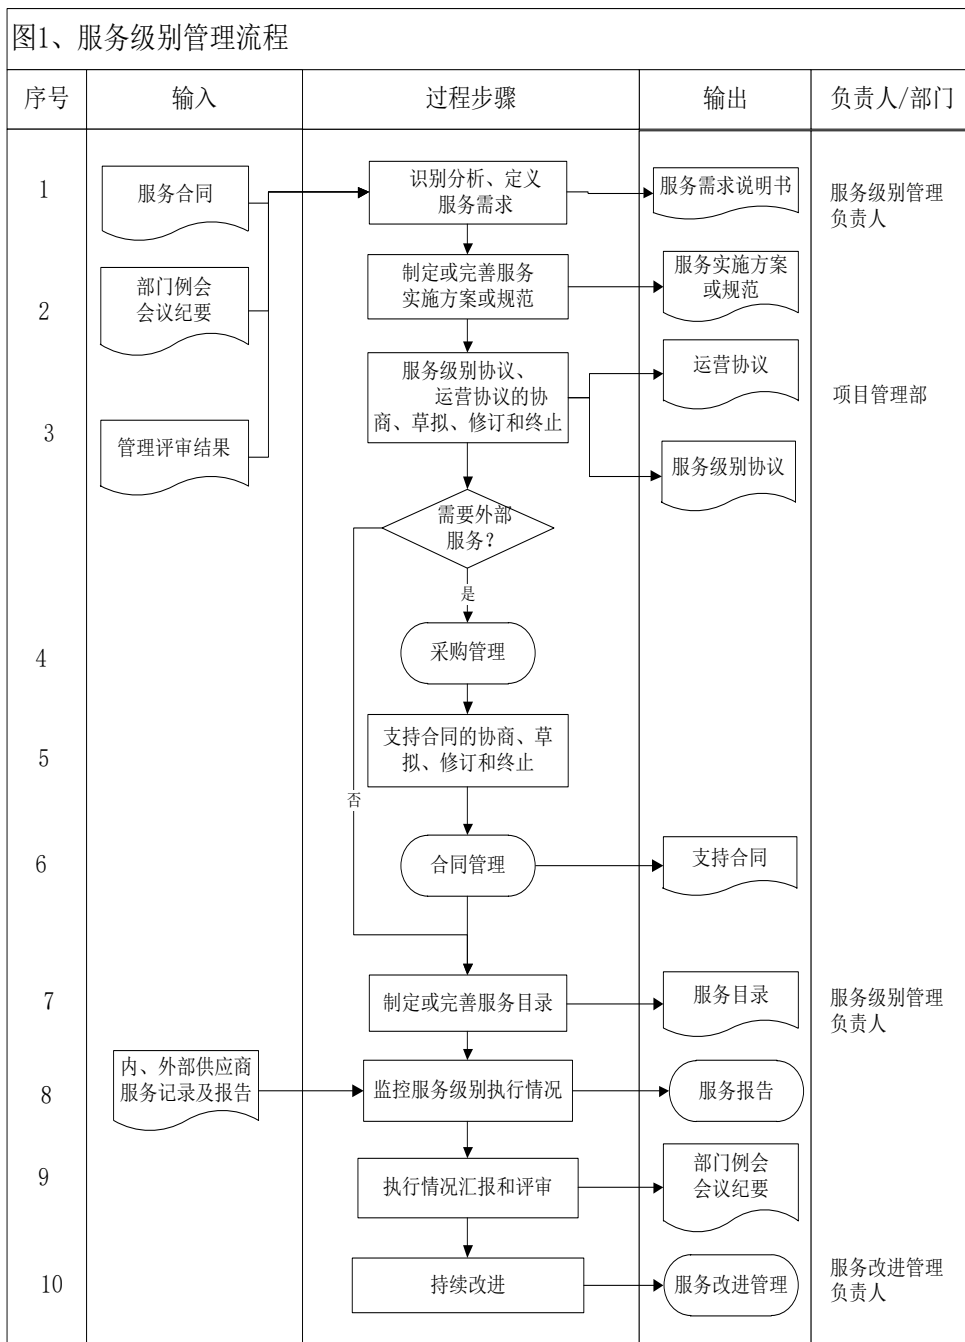 图1、服务级别管理流程
序号
输入
过程步骤
输出
负责人/部门
1
服务合同
识别分析、定义
服务需求
服务需求说明书
服务级别管理
负责人
2
部门例会
会议纪要
制定或完善服务
实施方案或规范
服务实施方案
或规范
3
管理评审结果
服务级别协议、
运营协议的协
商、草拟、修订和终止
运营协议
服务级别协议
项目管理部
需要外部
服务?
是
否
4
采购管理
5
支持合同的协商、草
拟、修订和终止
6
合同管理
支持合同
7
制定或完善服务目录
服务目录
服务级别管理
负责人
8
内、外部供应商
服务记录及报告
监控服务级别执行情况
服务报告
9
执行情况汇报和评审
部门例会
会议纪要
10
持续改进
服务改进管理
服务改进管理
负责人